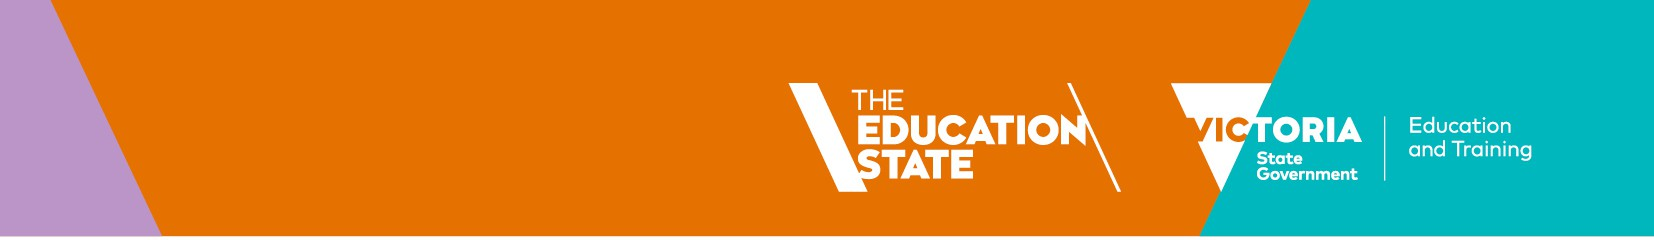 THE
EDUCATION
STATE
VICTORIA
State
Government
Education
and Training